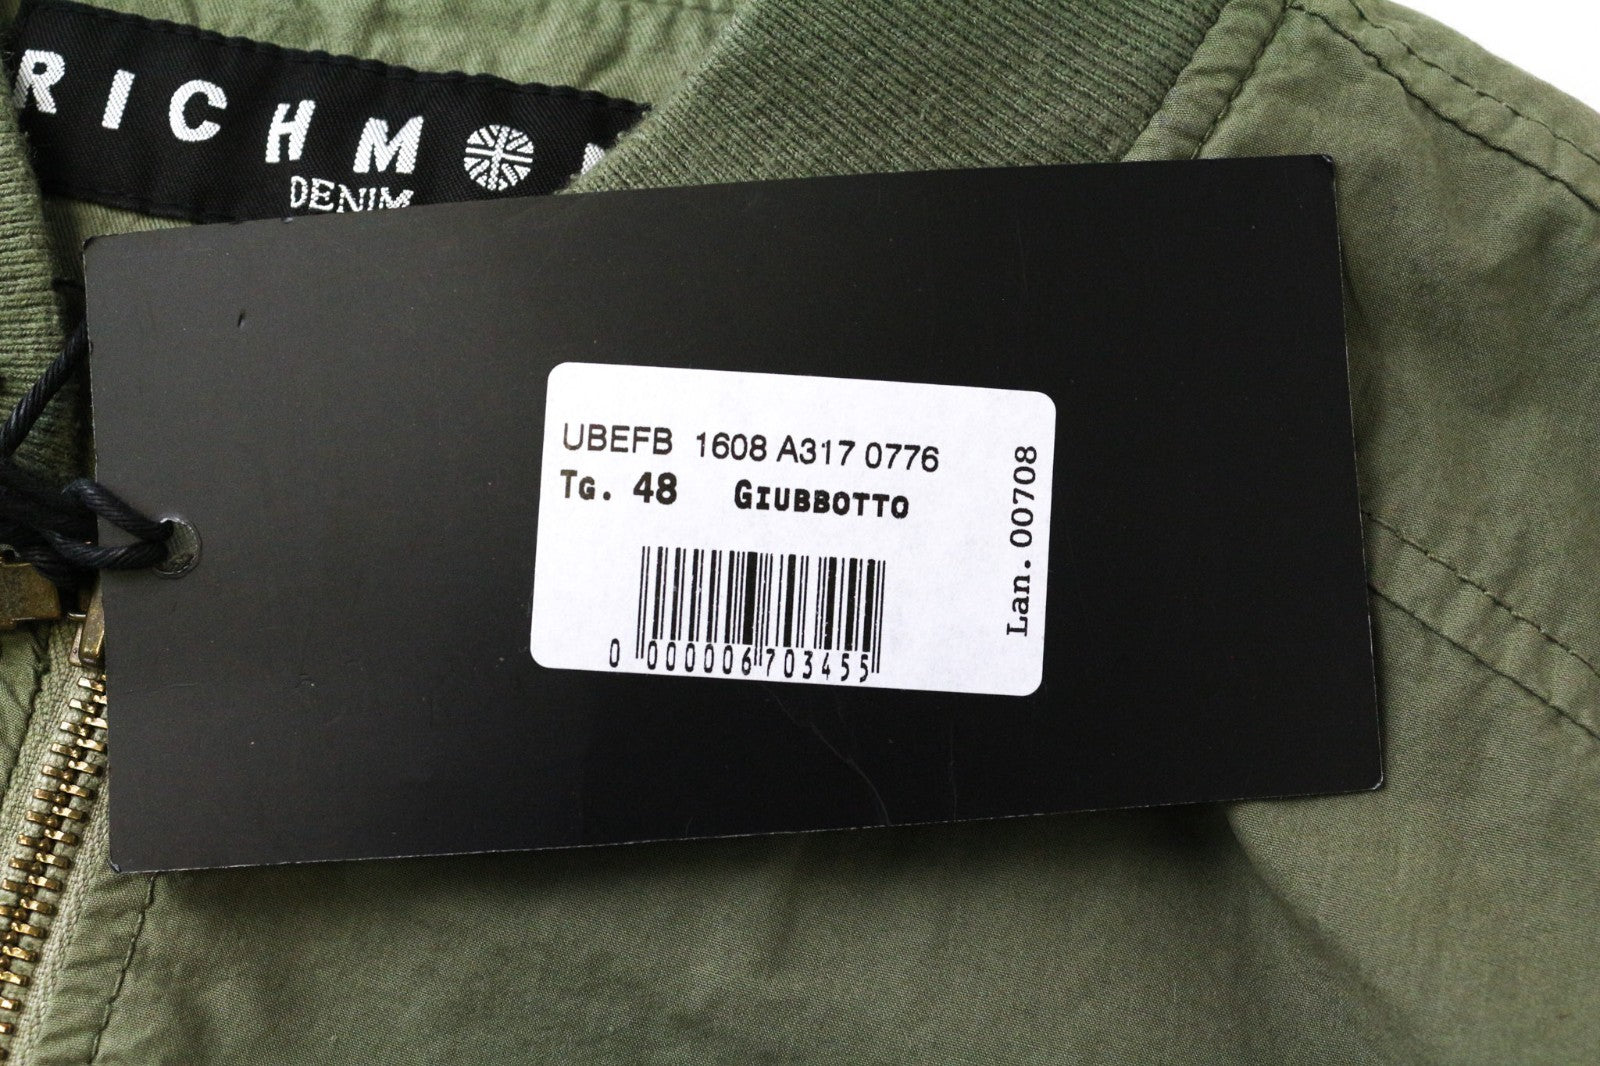 RICHM
DENIM
UBEFB 1608 A317 0776
Tg. 48 GIUBBOTTO
0 000006 703455
Lan. 00708